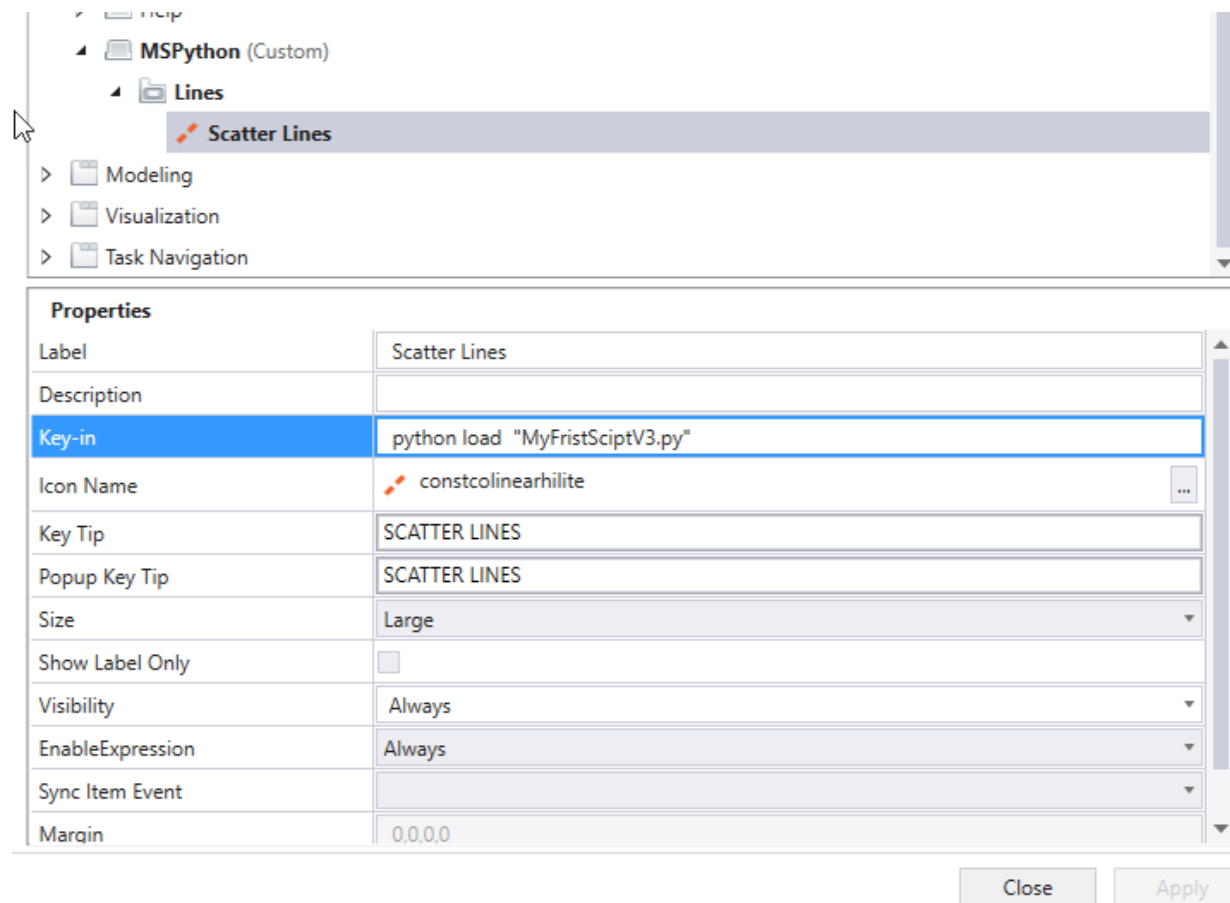 Help
MSPython (Custom)
Lines
Scatter Lines
Modeling
Visualization
Task Navigation
Properties
Label Scatter Lines
Description
Key-in python load "MyFristSciptV3.py"
Icon Name constcolinearhilite ...
Key Tip SCATTER LINES
Popup Key Tip SCATTER LINES
Size Large
Show Label Only
Visibility Always
EnableExpression Always
Sync Item Event
Margin 0,0,0,0
Close Apply